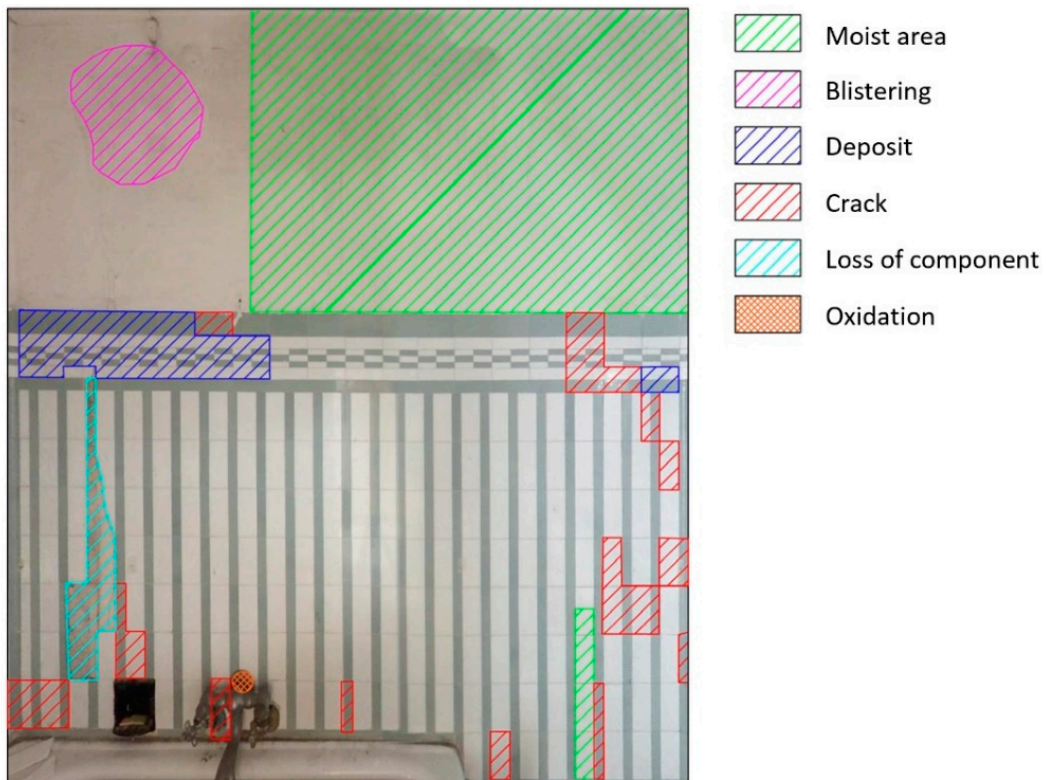 Moist area
Blistering
Deposit
Crack
Loss of component
Oxidation